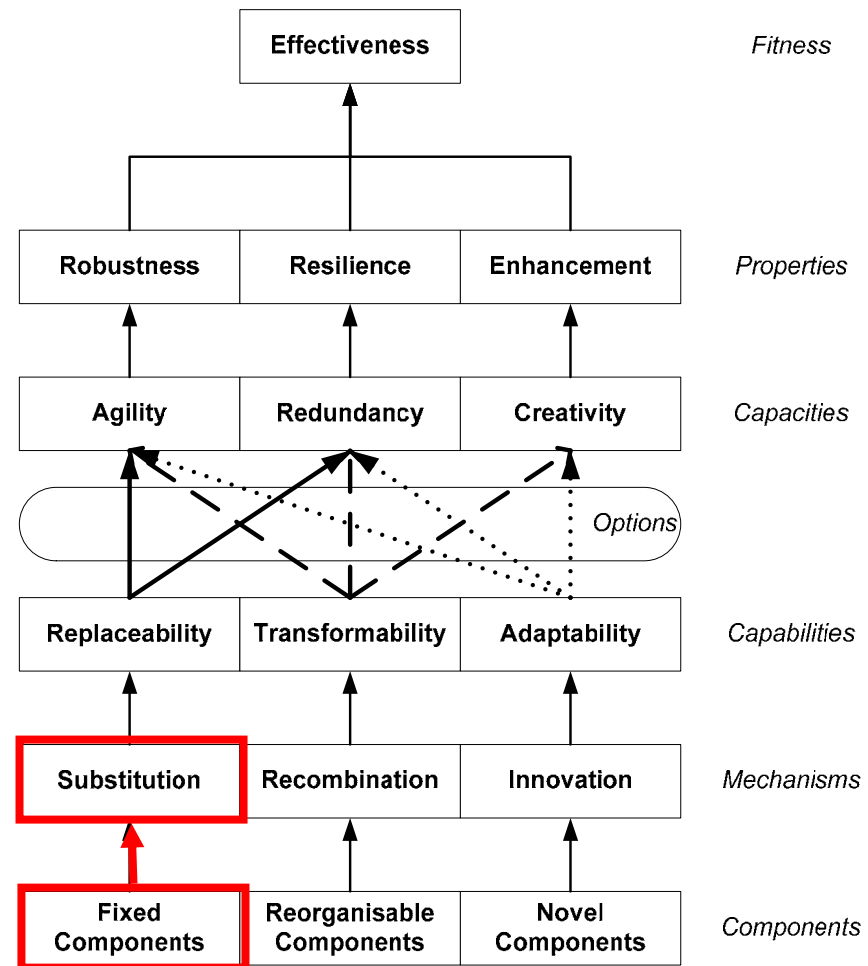 Effectiveness
Fitness
Robustness
Resilience
Enhancement
Properties
Agility
Redundancy
Creativity
Capacities
Options
Replaceability
Transformability
Adaptability
Capabilities
Substitution
Recombination
Innovation
Mechanisms
Fixed
Components
Reorganisable
Components
Novel
Components
Components